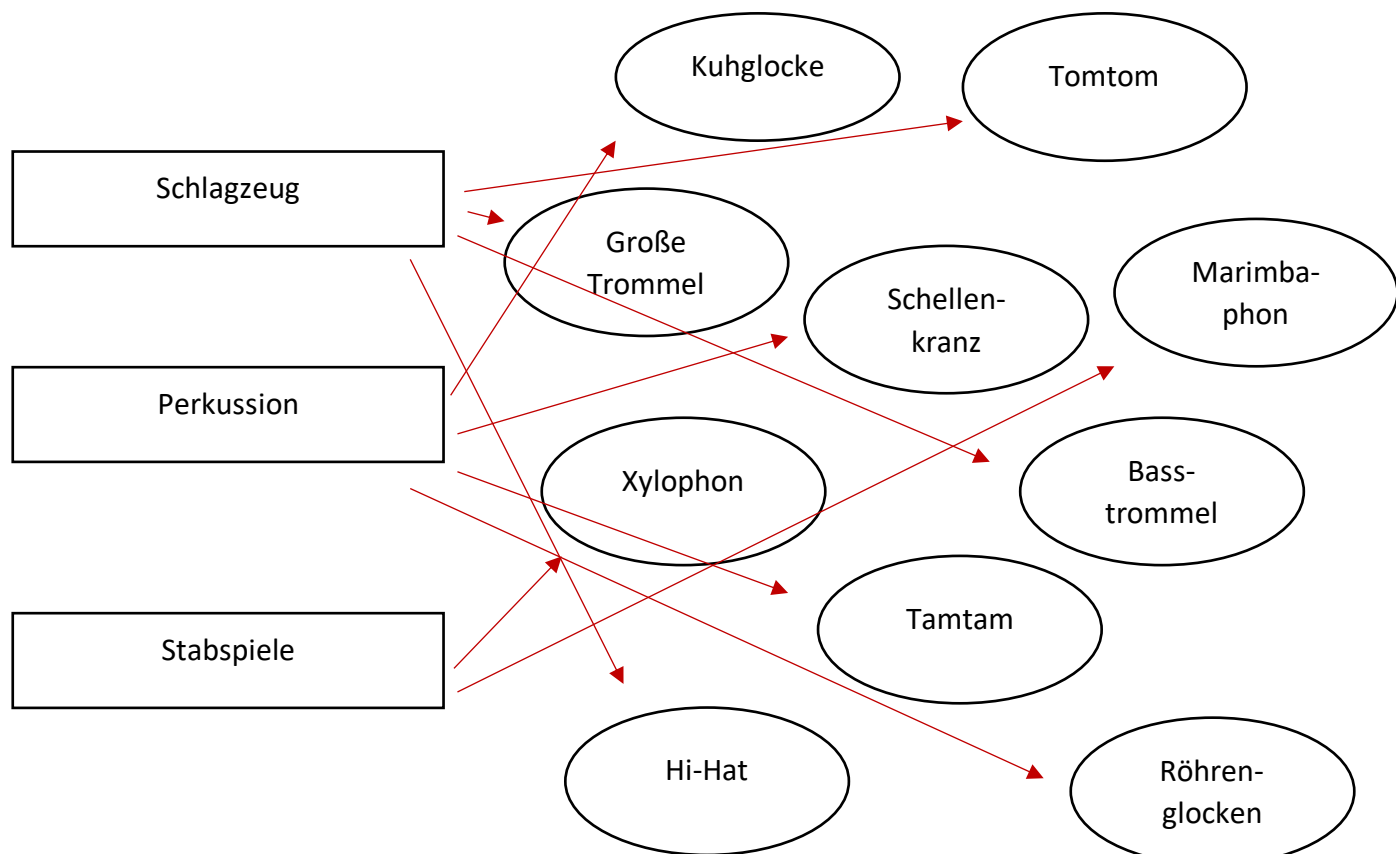 Kuhglocke
Tomtom
Schlagzeug
Große
Trommel
Schellen-
kranz
Marimba-
phon
Perkussion
Xylophon
Bass-
trommel
Stabspiele
Tamtam
Hi-Hat
Röhren-
glocken